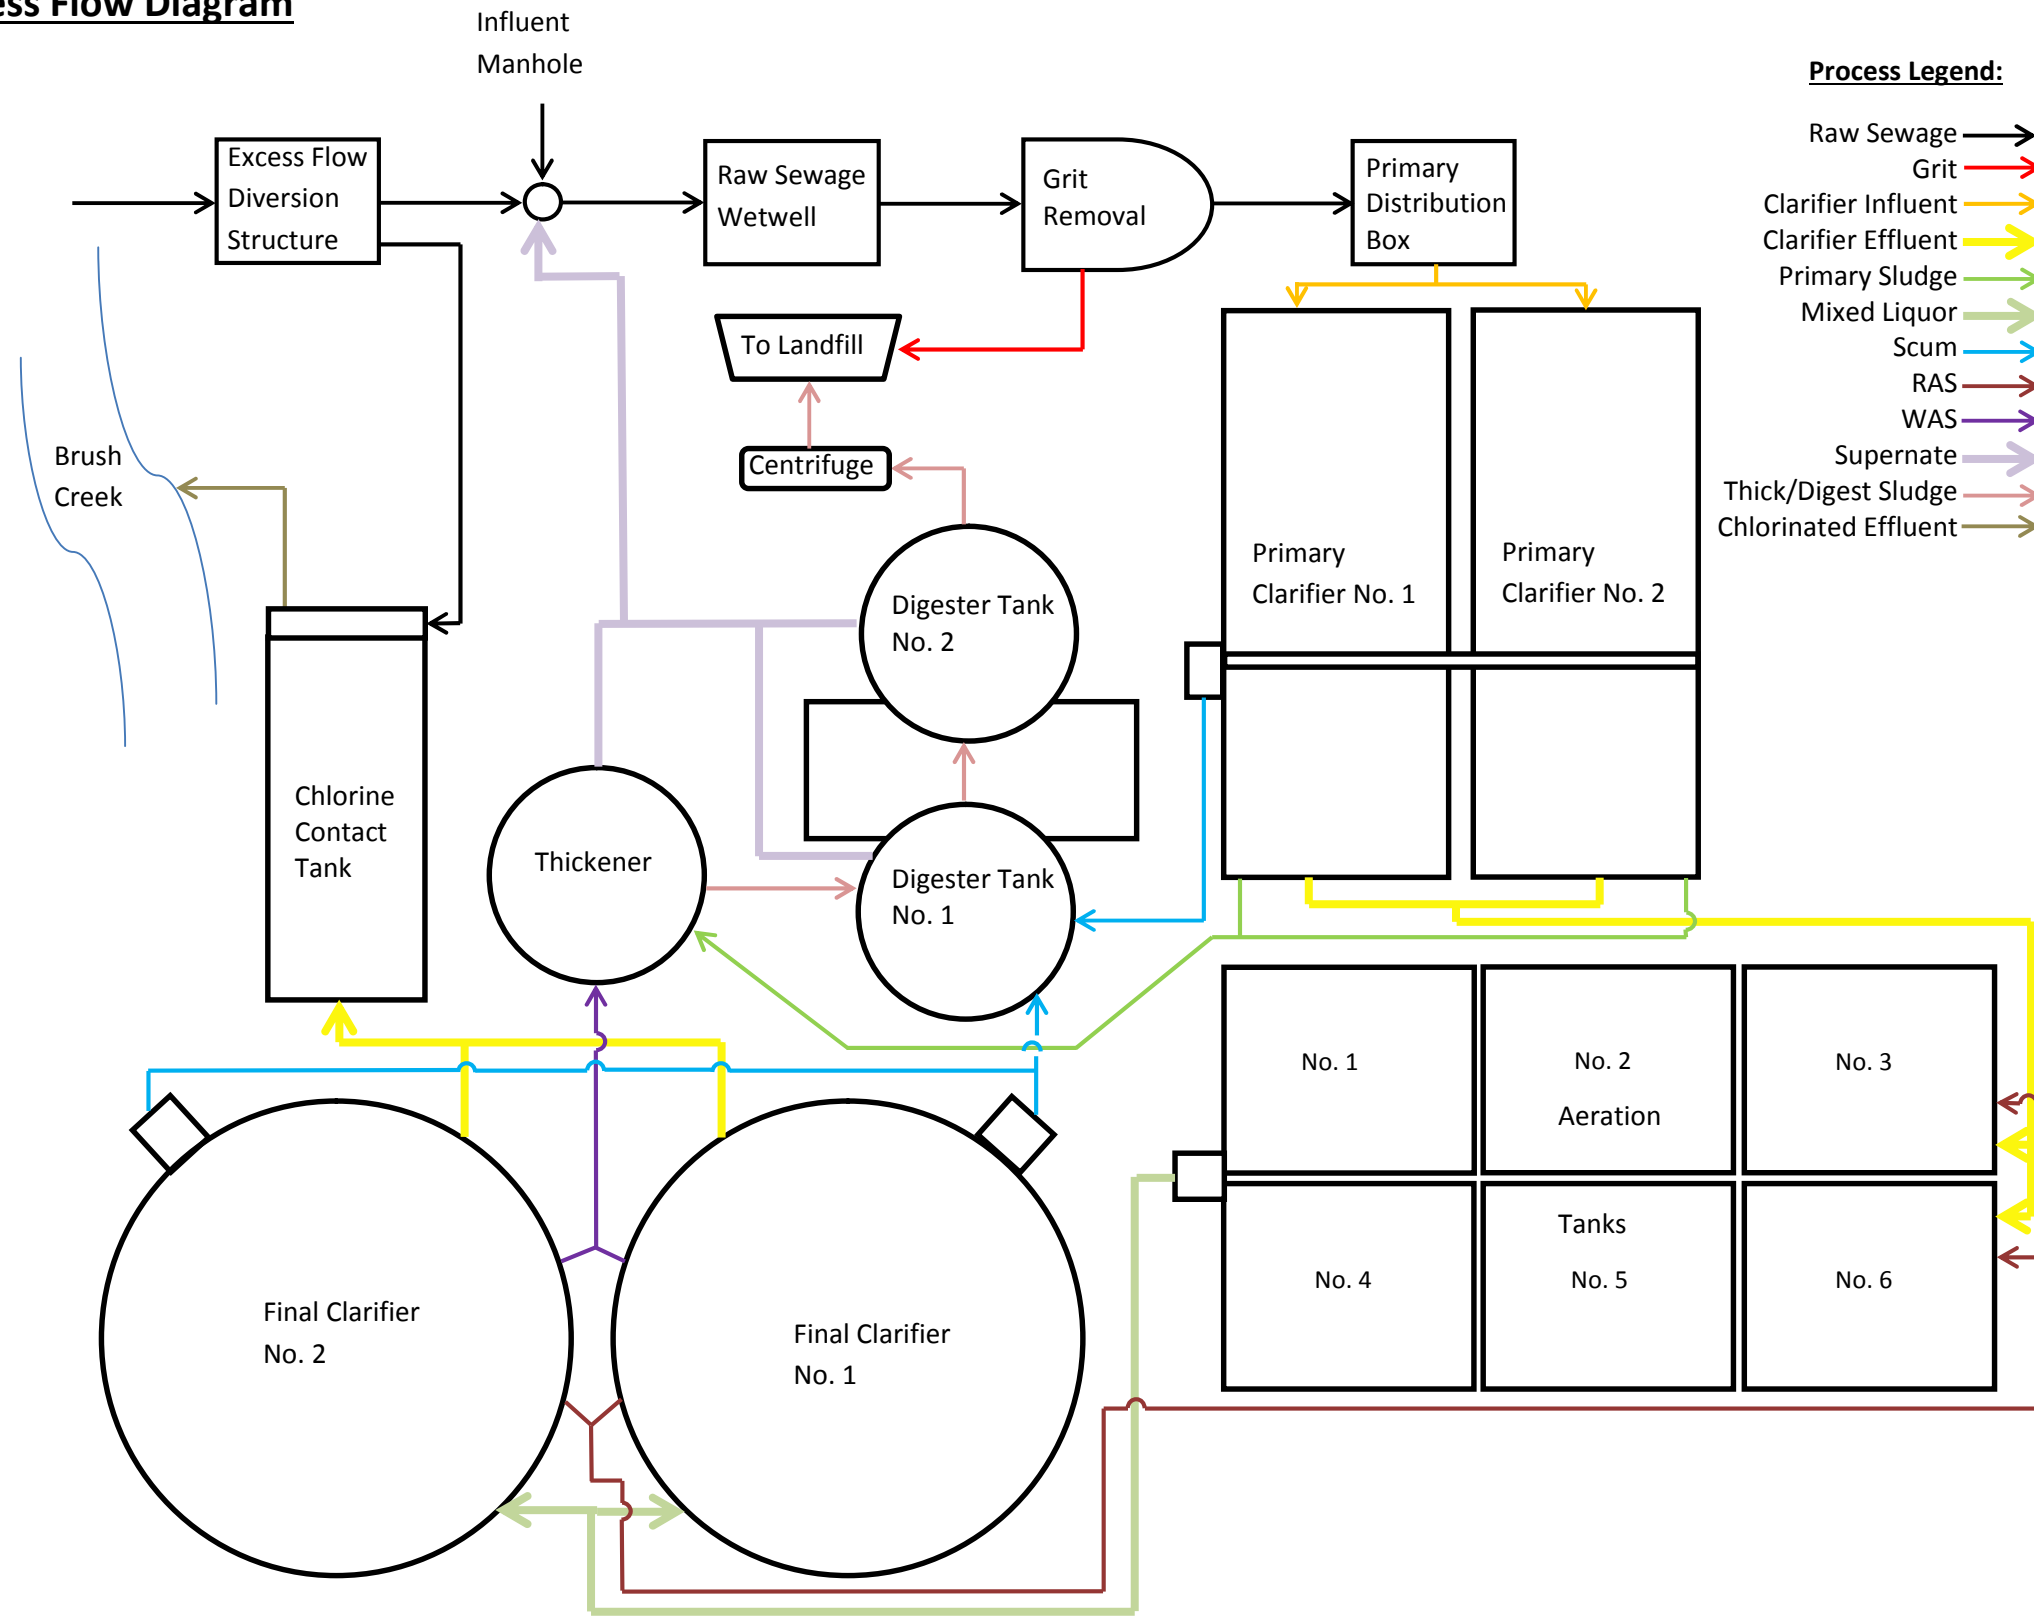 ess Flow Diagram
Influent
Manhole
Process Legend:
Raw Sewage
Grit
Clarifier Influent
Clarifier Effluent
Primary Sludge
Mixed Liquor
Scum
RAS
WAS
Supernate
Thick/Digest Sludge
Chlorinated Effluent
Excess Flow
Diversion
Structure
Raw Sewage
Wetwell
Grit
Removal
Primary
Distribution
Box
To Landfill
Centrifuge
Brush
Creek
Primary
Clarifier No. 1
Primary
Clarifier No. 2
Digester Tank
No. 2
Chlorine
Contact
Tank
Thickener
Digester Tank
No. 1
No. 1
No. 2
No. 3
Aeration
Tanks
No. 4
No. 5
No. 6
Final Clarifier
No. 2
Final Clarifier
No. 1